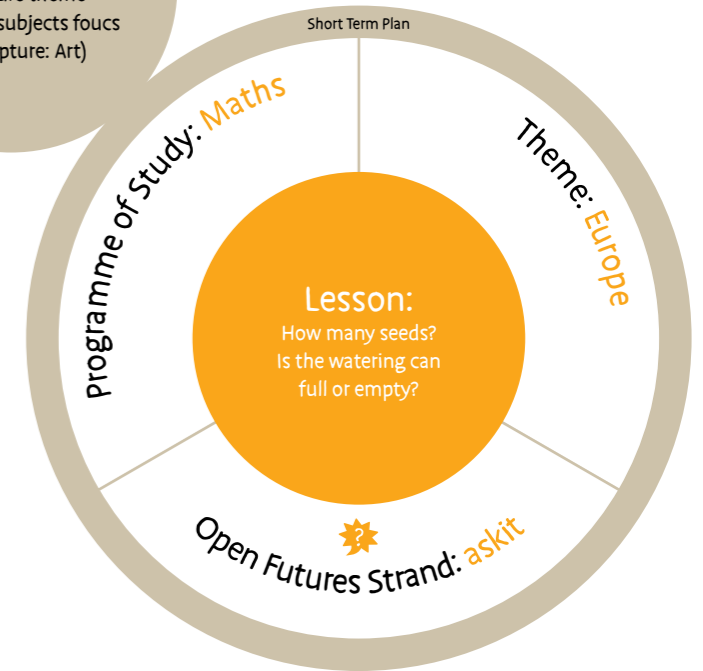 theme
subjects foucs
pture: Art)
Short Term Plan
Programme of Study: Maths
Theme: Europe
Lesson:
How many seeds?
Is the watering can
full or empty?
?
Open Futures Strand: askit